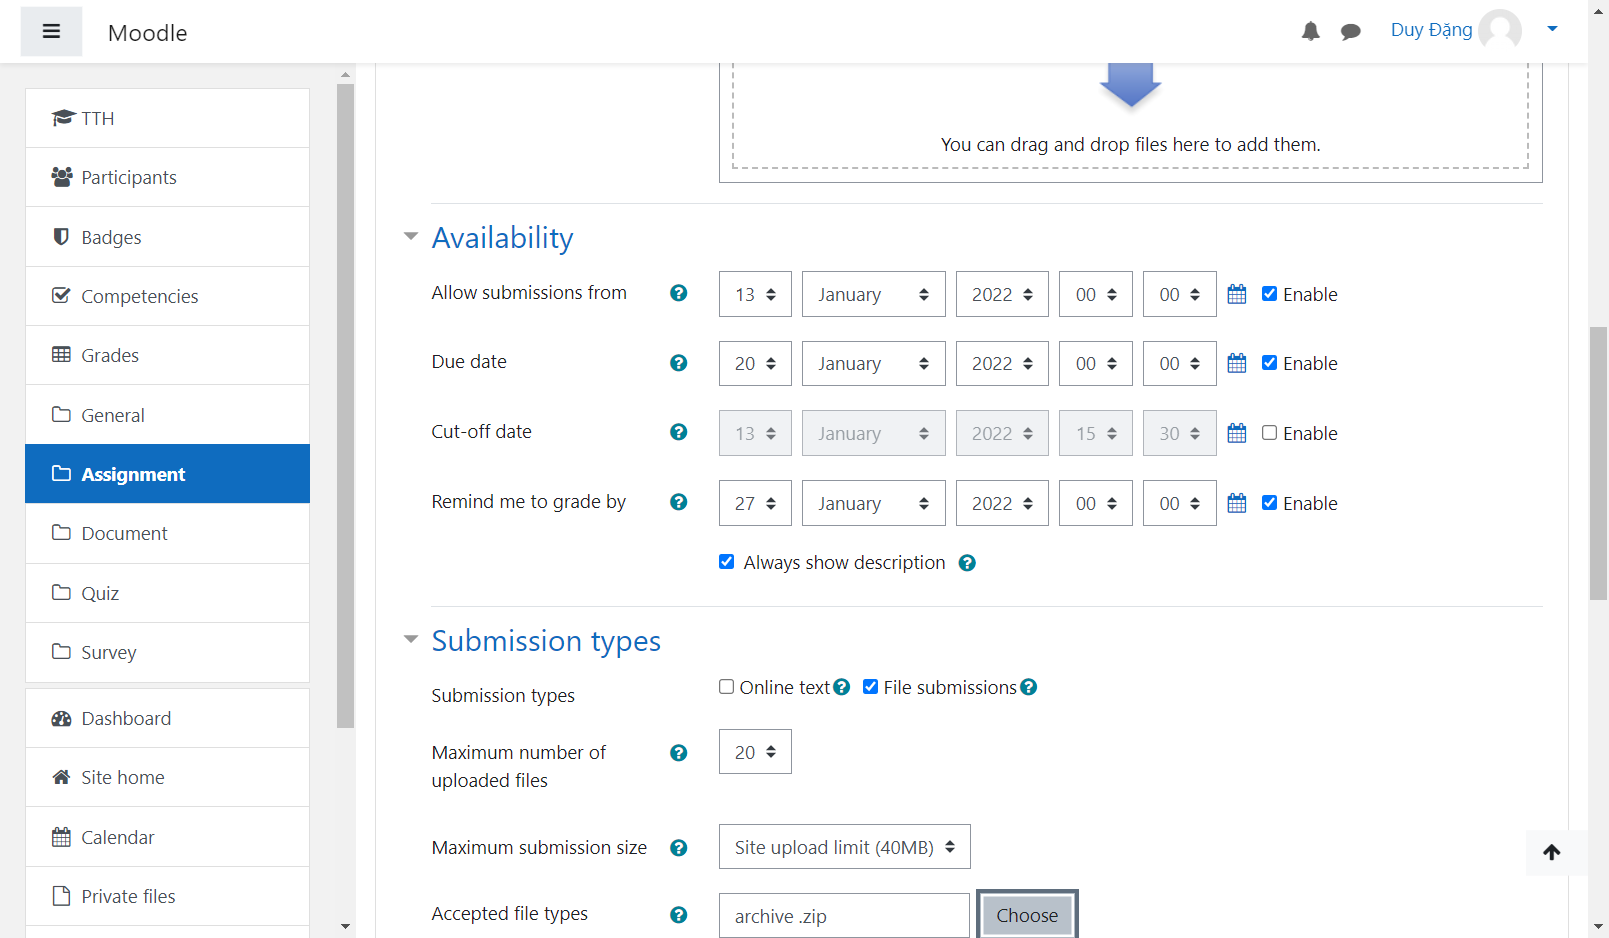 Moodle
Duy Đặng
TTH
Participants
Badges
Competencies
Grades
General
Assignment
Document
Quiz
Survey
Dashboard
Site home
Calendar
Private files
You can drag and drop files here to add them.
Availability
Allow submissions from ? 13 January 2022 00 00 Enable
Due date ? 20 January 2022 00 00 Enable
Cut-off date ? 13 January 2022 15 30 Enable
Remind me to grade by ? 27 January 2022 00 00 Enable
Always show description ?
Submission types
Submission types Online text ? File submissions ?
Maximum number of ? 20
uploaded files
Maximum submission size ? Site upload limit (40MB)
Accepted file types ? archive .zip Choose